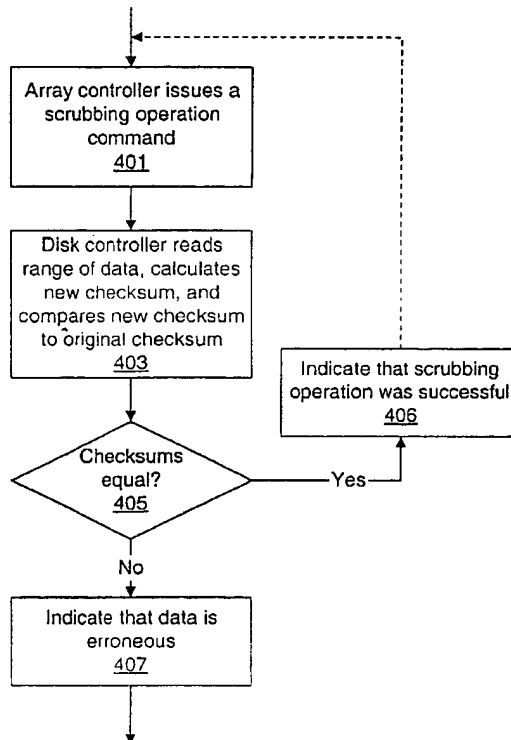 Array controller issues a
scrubbing operation
command
401
Disk controller reads
range of data, calculates
new checksum, and
compares new checksum
to original checksum
403
Indicate that scrubbing
operation was successful
406
Checksums
equal?
405
Yes
No
Indicate that data is
erroneous
407